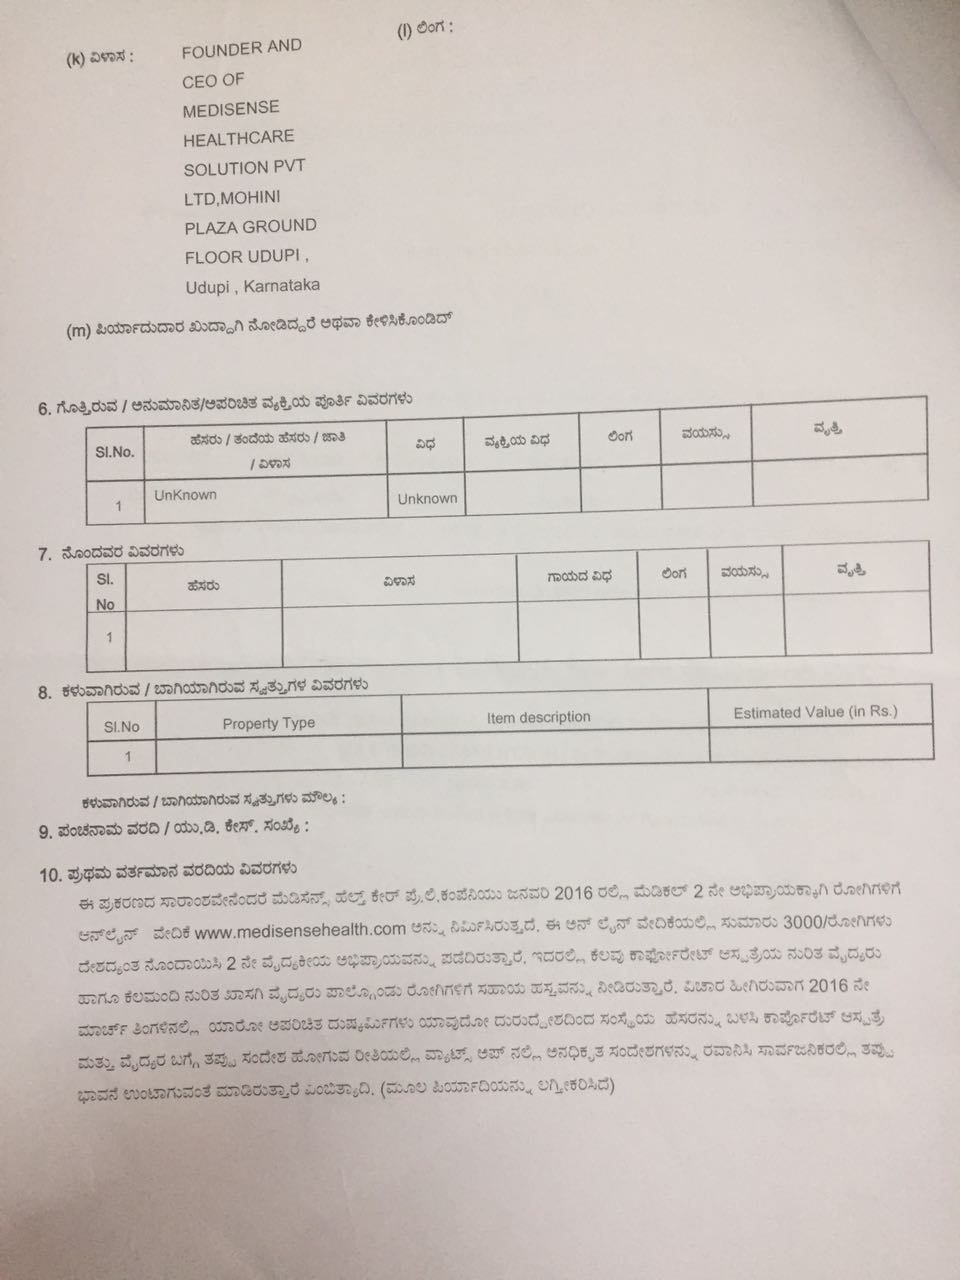 (l) ಲಿಂಗ :
(k) ವಿಳಾಸ :
FOUNDER AND
CEO OF
MEDISENSE
HEALTHCARE
SOLUTION PVT
LTD,MOHINI
PLAZA GROUND
FLOOR UDUPI ,
Udupi , Karnataka
(m) ಪಿರ್ಯಾದುದಾರ ಖುದ್ದಾಗಿ ನೋಡಿದ್ದರೆ ಅಥವಾ ಕೇಳಿಸಿಕೊಂಡಿದ್
6. ಗೊತ್ತಿರುವ / ಅನುಮಾನಿತ/ಅಪರಿಚಿತ ವ್ಯಕ್ತಿಯ ಪೂರ್ತಿ ವಿವರಗಳು
Sl.No. ಹೆಸರು / ತಂದೆಯ ಹೆಸರು / ಜಾತಿ ವಿಧ ವ್ಯಕ್ತಿಯ ವಿಧ ಲಿಂಗ ವಯಸ್ಸು ವೃತ್ತಿ
/ ವಿಳಾಸ
1 UnKnown Unknown
7. ನೊಂದವರ ವಿವರಗಳು
Sl. ಹೆಸರು ವಿಳಾಸ ಗಾಯದ ವಿಧ ಲಿಂಗ ವಯಸ್ಸು ವೃತ್ತಿ
No
1
8. ಕಳುವಾಗಿರುವ / ಬಾಗಿಯಾಗಿರುವ ಸ್ವತ್ತುಗಳ ವಿವರಗಳು
Sl.No Property Type Item description Estimated Value (in Rs.)
1
ಕಳುವಾಗಿರುವ / ಬಾಗಿಯಾಗಿರುವ ಸ್ವತ್ತುಗಳು ಮೌಲ್ಯ :
9. ಪಂಚನಾಮ ವರದಿ / ಯು.ಡಿ. ಕೇಸ್. ಸಂಖ್ಯೆ :
10. ಪ್ರಥಮ ವರ್ತಮಾನ ವರದಿಯ ವಿವರಗಳು
ಈ ಪ್ರಕರಣದ ಸಾರಾಂಶವೇನೆಂದರೆ ಮೆಡಿಸೆನ್ಸ್ ಹೆಲ್ತ್ ಕೇರ್ ಪ್ರೈ.ಲಿ.ಕಂಪೆನಿಯು ಜನವರಿ 2016 ರಲ್ಲಿ ಮೆಡಿಕಲ್ 2 ನೇ ಅಭಿಪ್ರಾಯಕ್ಕಾಗಿ ರೋಗಿಗಳಿಗೆ
ಆನ್‌ಲೈನ್ ವೇದಿಕೆ www.medisensehealth.com ಅನ್ನು ನಿರ್ಮಿಸಿರುತ್ತದೆ. ಈ ಅನ್ ಲೈನ್ ವೇದಿಕೆಯಲ್ಲಿ ಸುಮಾರು 3000/ರೋಗಿಗಳು
ದೇಶದ್ಯಂತ ನೊಂದಾಯಿಸಿ 2 ನೇ ವೈದ್ಯಕೀಯ ಅಭಿಪ್ರಾಯವನ್ನು ಪಡೆದಿರುತ್ತಾರೆ, ಇದರಲ್ಲಿ ಕೆಲವು ಕಾರ್ಫೋರೇಟ್ ಆಸ್ಪತ್ರೆಯ ನುರಿತ ವೈದ್ಯರು
ಹಾಗೂ ಕೆಲಮಂದಿ ನುರಿತ ಖಾಸಗಿ ವೈದ್ಯರು ಪಾಲ್ಗೊಂಡು ರೋಗಿಗಳಿಗೆ ಸಹಾಯ ಹಸ್ತವನ್ನು ನೀಡಿರುತ್ತಾರೆ. ವಿಚಾರ ಹೀಗಿರುವಾಗ 2016 ನೇ
ಮಾರ್ಚ್ ತಿಂಗಳಿನಲ್ಲಿ ಯಾರೋ ಅಪರಿಚಿತ ದುಷ್ಕರ್ಮಿಗಳು ಯಾವುದೋ ದುರುದ್ದೇಶದಿಂದ ಸಂಸ್ಥೆಯ ಹೆಸರನ್ನು ಬಳಸಿ ಕಾರ್ಪೊರೆಟ್ ಆಸ್ಪತ್ರೆ
ಮತ್ತು ವೈದ್ಯರ ಬಗ್ಗೆ ತಪ್ಪು ಸಂದೇಶ ಹೋಗುವ ರೀತಿಯಲ್ಲಿ ವ್ಯಾಟ್ಸ್ ಅಪ್ ನಲ್ಲಿ ಅನಧಿಕೃತ ಸಂದೇಶಗಳನ್ನು ರವಾನಿಸಿ ಸಾರ್ವಜನಿಕರಲ್ಲಿ ತಪ್ಪು
ಭಾವನೆ ಉಂಟಾಗುವಂತೆ ಮಾಡಿರುತ್ತಾರೆ ಎಂಬಿತ್ಯಾದಿ. (ಮೂಲ ಪಿರ್ಯಾದಿಯನ್ನು ಲಗ್ತೀಕರಿಸಿದೆ)